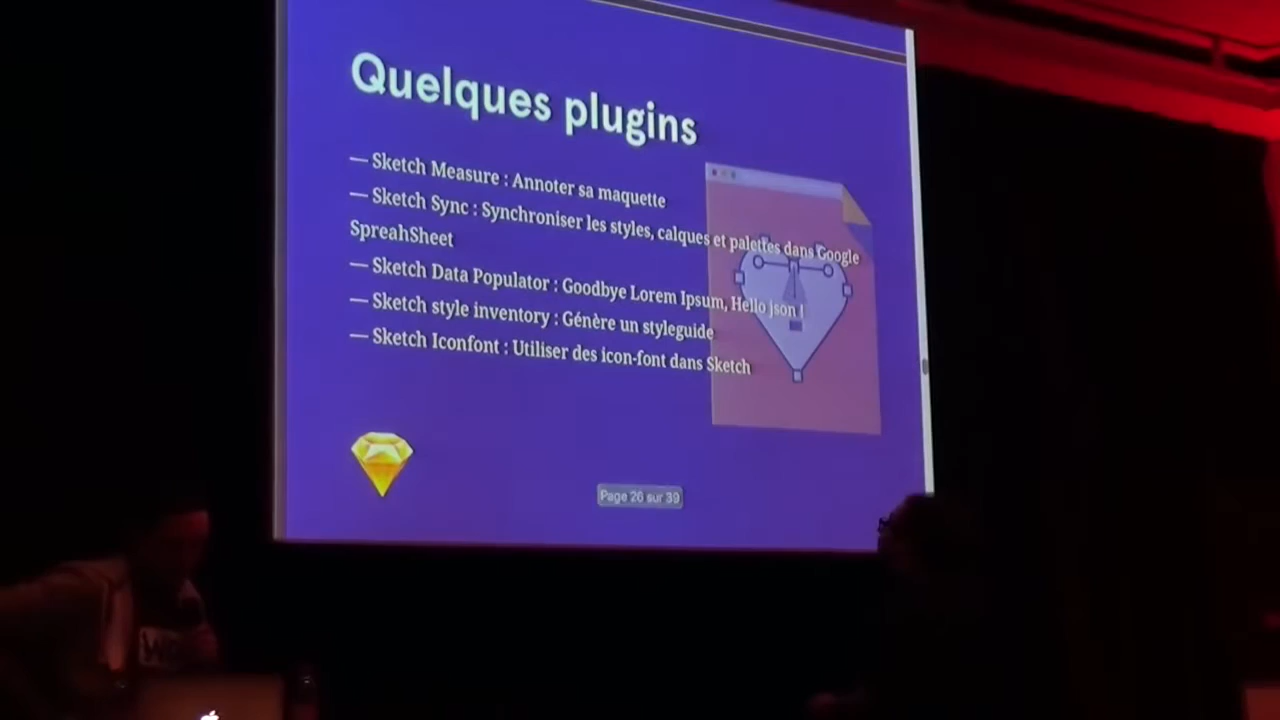 Quelques plugins
— Sketch Measure : Annoter sa maquette
— Sketch Sync : Synchroniser les styles, calques et palettes dans Google
SpreahSheet
— Sketch Data Populator : Goodbye Lorem Ipsum, Hello json !
— Sketch style inventory : Génère un styleguide
— Sketch Iconfont : Utiliser des icon-font dans Sketch
Page 26 sur 39